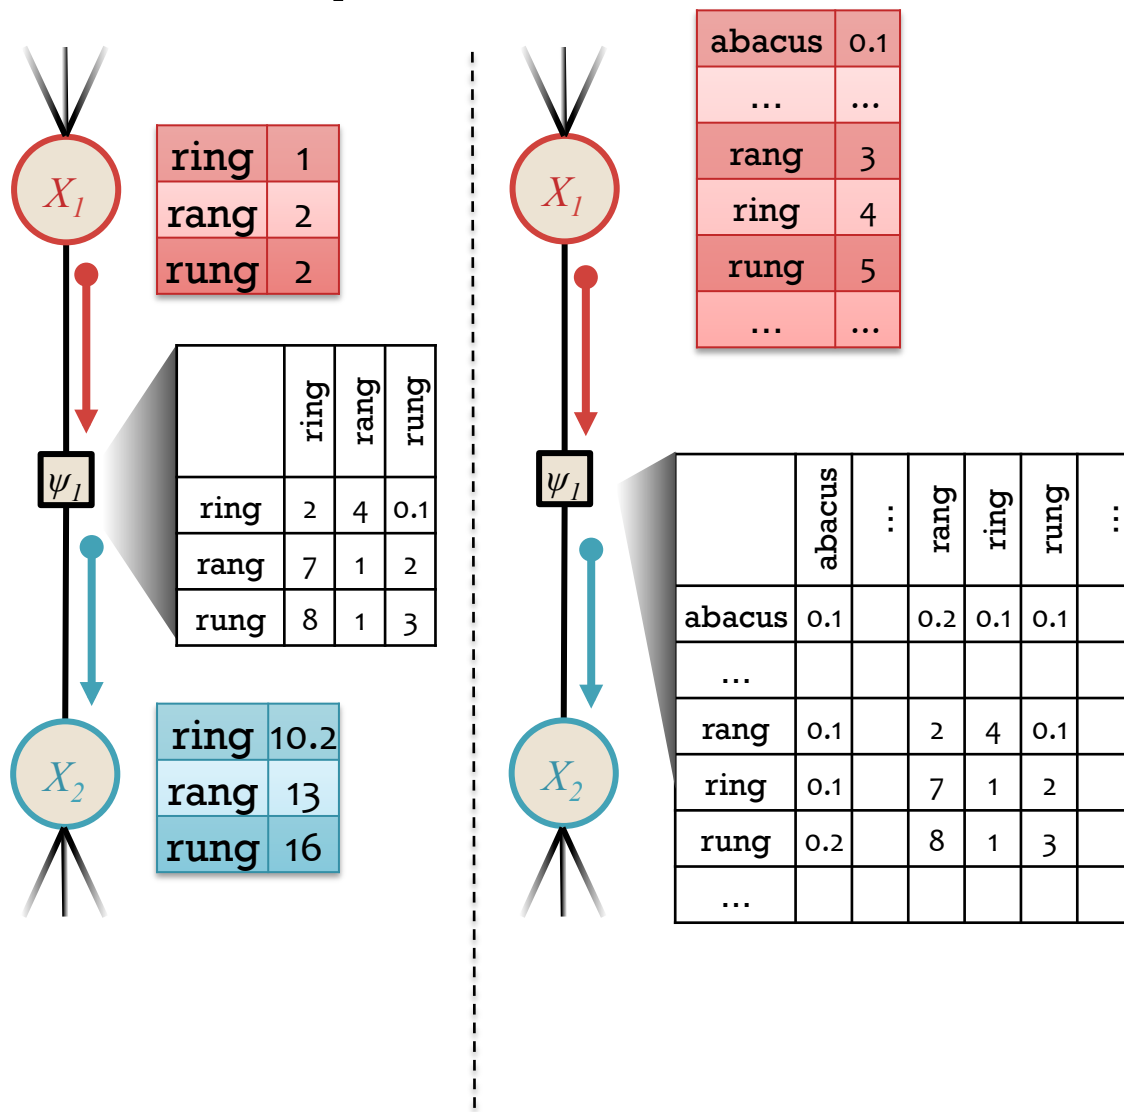 X1
ring 1
rang 2
rung 2
ring rang rung
ψ1
ring 2 4 0.1
rang 7 1 2
rung 8 1 3
X2
ring 10.2
rang 13
rung 16
abacus 0.1
... ...
X1
rang 3
ring 4
rung 5
... ...
ψ1
abacus ... rang ring rung ...
abacus 0.1 0.2 0.1 0.1
...
rang 0.1 2 4 0.1
X2
ring 0.1 7 1 2
rung 0.2 8 1 3
...